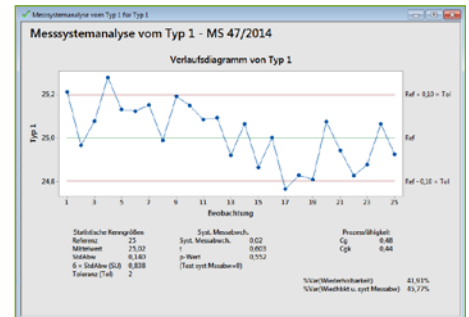 Messsystemanalyse vom Typ 1 für Typ 1
Messsystemanalyse vom Typ 1 - MS 47/2014
Verlaufsdiagramm von Typ 1
25,2
25,0
24,8
Typ 1
Ref + 0,10 × Tol
Ref
Ref - 0,10 × Tol
1 3 5 7 9 11 13 15 17 19 21 23 25
Beobachtung
Statistische Kenngrößen
Referenz 25
Mittelwert 25,02
StdAbw 0,140
6 × StdAbw (SU) 0,838
Toleranz (Tol) 2
Syst. Messabwch.
Syst. Messabwch. 0,02
t 0,603
p-Wert 0,552
(Test syst Messabw=0)
Prozessfähigkeit
Cg 0,48
Cgk 0,44
%Var(Wiederholbarkeit) 41,91%
%Var(Wiedhbkt u. syst Messabw) 45,77%